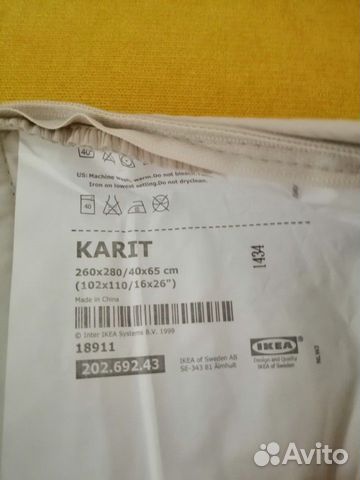 40°
US: Machine wash, warm. Do not bleach.
Iron on lowest setting. Do not dryclean.
40
KARIT
260x280/40x65 cm
(102x110/16x26")
1434
Made in China
© Inter IKEA Systems B.V. 1999
18911
202.692.43
IKEA of Sweden AB
SE-343 81 Älmhult
IKEA
Design and Quality
IKEA of Sweden
Avito